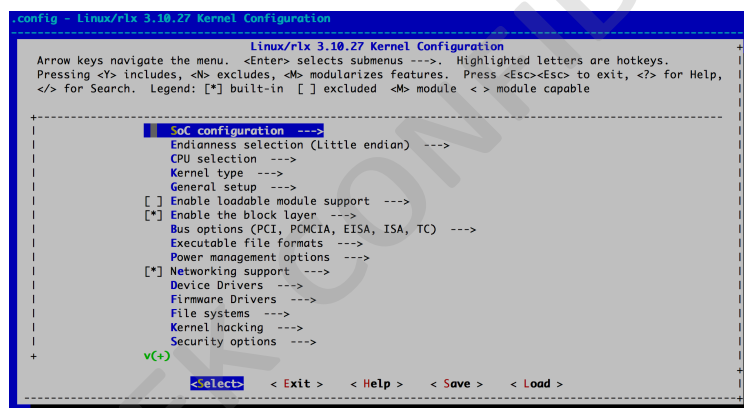 .config - Linux/rlx 3.10.27 Kernel Configuration
Linux/rlx 3.10.27 Kernel Configuration
Arrow keys navigate the menu. <Enter> selects submenus --->. Highlighted letters are hotkeys.
Pressing <Y> includes, <N> excludes, <M> modularizes features. Press <Esc><Esc> to exit, <?> for Help,
</> for Search. Legend: [*] built-in [ ] excluded <M> module < > module capable
SoC configuration --->
Endianness selection (Little endian) --->
CPU selection --->
Kernel type --->
General setup --->
[ ] Enable loadable module support --->
[*] Enable the block layer --->
Bus options (PCI, PCMCIA, EISA, ISA, TC) --->
Executable file formats --->
Power management options --->
[*] Networking support --->
Device Drivers --->
Firmware Drivers --->
File systems --->
Kernel hacking --->
Security options --->
v(+)
<Select> < Exit > < Help > < Save > < Load >